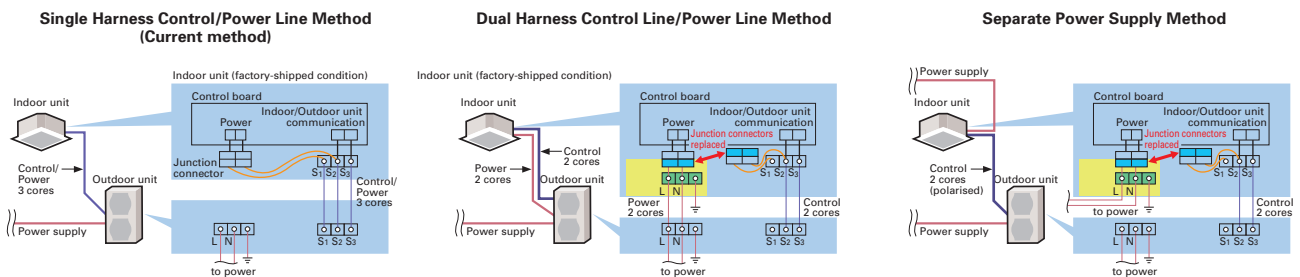 Single Harness Control/Power Line Method
(Current method)
Indoor unit (factory-shipped condition)
Indoor unit
Control board
Indoor/Outdoor unit
communication
Power
Junction
connector
S1 S2 S3
Control/
Power
3 cores
Outdoor unit
Control/
Power
3 cores
Power supply
L N
S1 S2 S3
to power
Dual Harness Control Line/Power Line Method
Indoor unit (factory-shipped condition)
Indoor unit
Control board
Indoor/Outdoor unit
communication
Power
Junction connectors
replaced
Control
2 cores
Power
2 cores
S1 S2 S3
Outdoor unit
L N
Power
2 cores
Control
2 cores
Power supply
L N
S1 S2 S3
to power
Separate Power Supply Method
Power supply
Indoor unit
Control board
Indoor/Outdoor unit
communication
Power
Junction connectors
replaced
S1 S2 S3
Control
2 cores
(polarised)
Outdoor unit
L N
to power
Control
2 cores
Power supply
L N
S1 S2 S3
to power